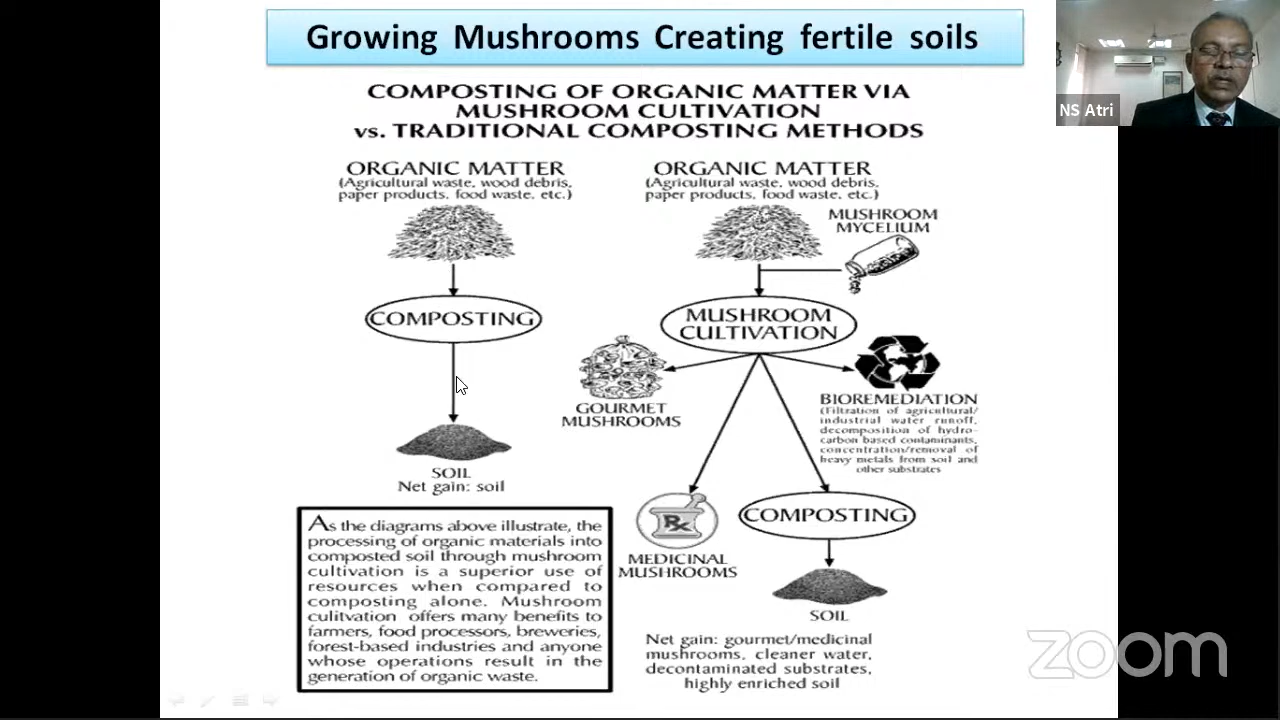 Growing Mushrooms Creating fertile soils
NS Atri
COMPOSTING OF ORGANIC MATTER VIA
MUSHROOM CULTIVATION
vs. TRADITIONAL COMPOSTING METHODS
ORGANIC MATTER
(Agricultural waste, wood debris,
paper products, food waste, etc.)
COMPOSTING
SOIL
Net gain: soil
As the diagrams above illustrate, the
processing of organic materials into
composted soil through mushroom
cultivation is a superior use of
resources when compared to
composting alone. Mushroom
culitvation offers many benefits to
farmers, food processors, breweries,
forest-based industries and anyone
whose operations result in the
generation of organic waste.
ORGANIC MATTER
(Agricultural waste, wood debris,
paper products, food waste, etc.)
MUSHROOM
MYCELIUM
MUSHROOM
CULTIVATION
GOURMET
MUSHROOMS
BIOREMEDIATION
(Filtration of agricultural/
industrial water runoff,
decomposition of hydro-
carbon based contaminants,
concentration/removal of
heavy metals from soil and
other substrates
Rx
MEDICINAL
MUSHROOMS
COMPOSTING
SOIL
Net gain: gourmet/medicinal
mushrooms, cleaner water,
decontaminated substrates,
highly enriched soil
zoom